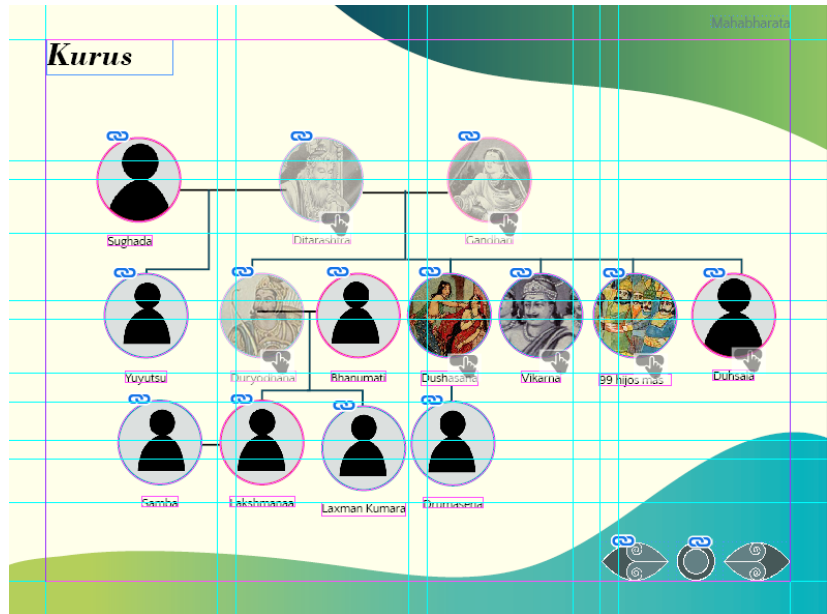 Mahabharata
Kurus
Sughada
Ditarashtra
Gandhari
Yuyutsu
Duryodhana
Bhanumati
Dushasana
Vikarna
99 hijos más
Duhsala
Samba
Lakshmanaa
Laxman Kumara
Drumasena